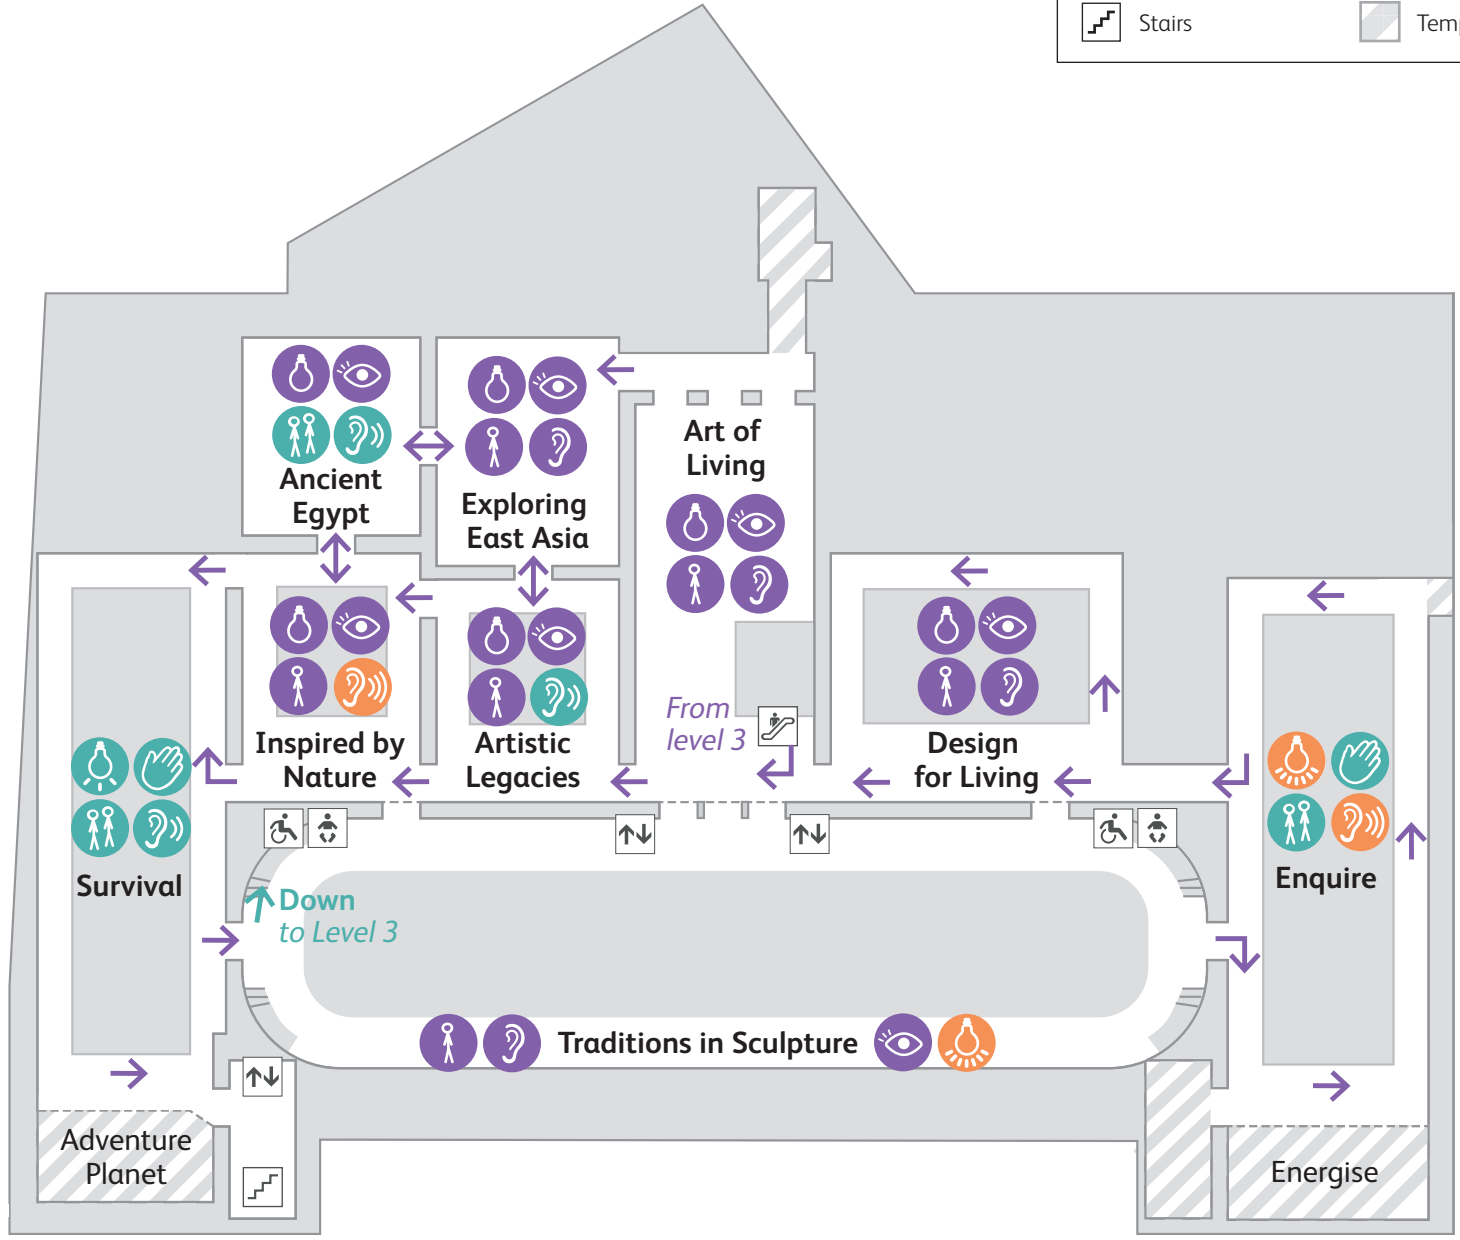 Stairs
Temp
Art of
Living
Ancient
Egypt
Exploring
East Asia
From
level 3
Inspired by
Nature
Artistic
Legacies
Design
for Living
Survival
Enquire
Down
to Level 3
Traditions in Sculpture
Adventure
Planet
Energise